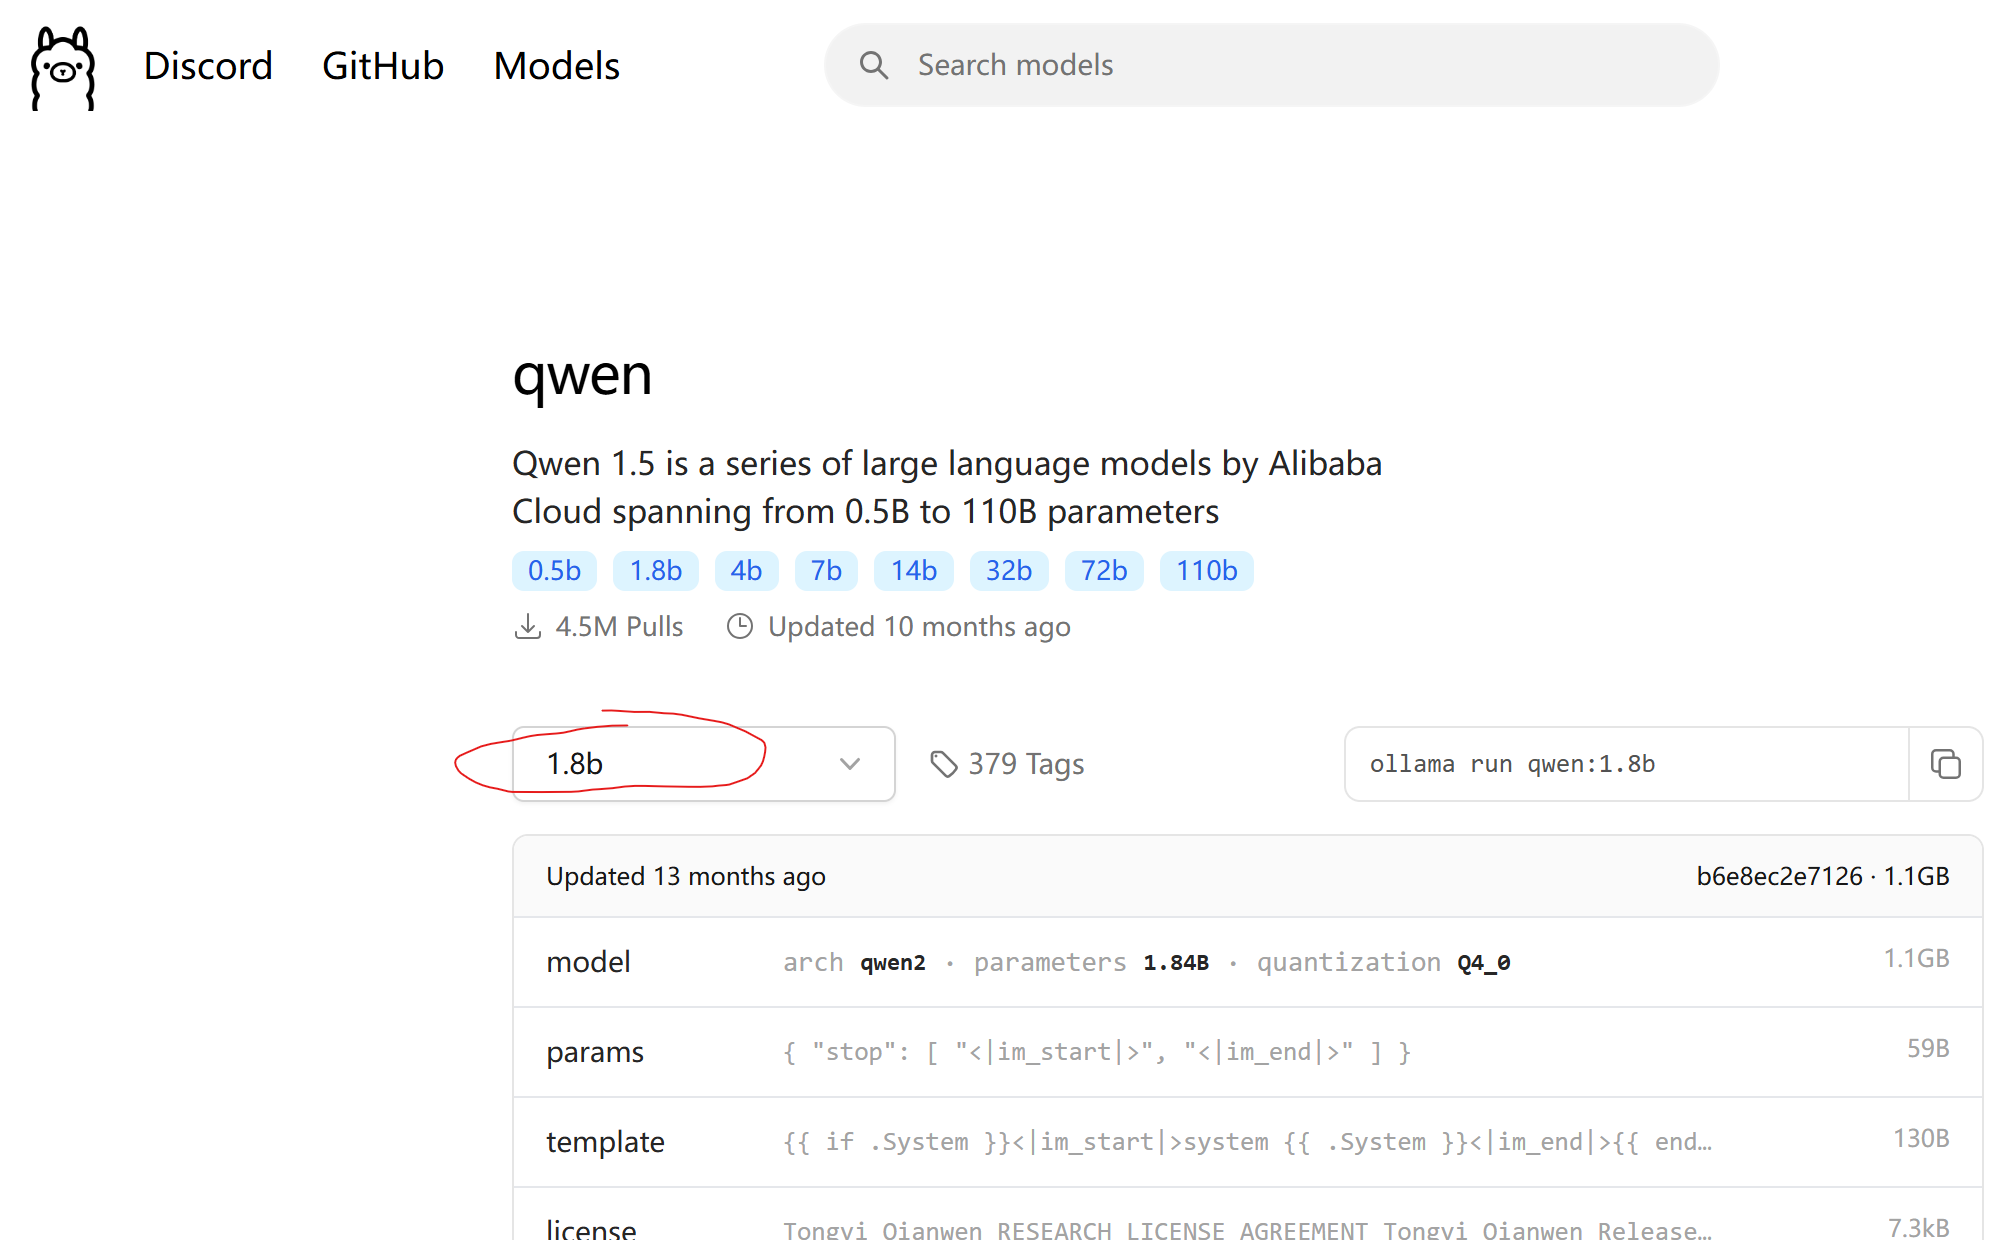 Discord GitHub Models Search models
qwen
Qwen 1.5 is a series of large language models by Alibaba
Cloud spanning from 0.5B to 110B parameters
0.5b 1.8b 4b 7b 14b 32b 72b 110b
4.5M Pulls Updated 10 months ago
1.8b 379 Tags ollama run qwen:1.8b
Updated 13 months ago b6e8ec2e7126 · 1.1GB
model arch qwen2 · parameters 1.84B · quantization Q4_0 1.1GB
params { "stop": [ "<|im_start|>", "<|im_end|>" ] } 59B
template {{ if .System }}<|im_start|>system {{ .System }}<|im_end|>{{ end… 130B
license Tongyi Qianwen RESEARCH LICENSE AGREEMENT Tongyi Qianwen Release… 7.3kB